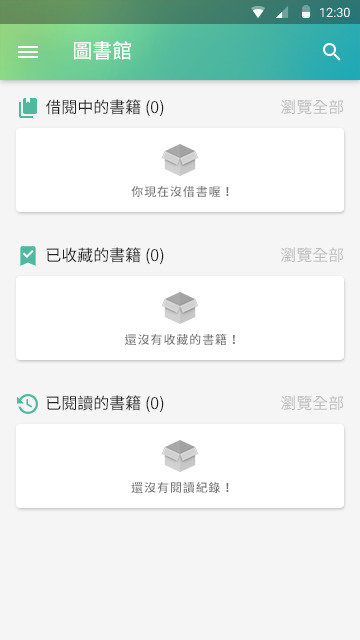 12:30
圖書館
借閱中的書籍 (0)
瀏覽全部
你現在沒借書喔！
已收藏的書籍 (0)
瀏覽全部
還沒有收藏的書籍！
已閱讀的書籍 (0)
瀏覽全部
還沒有閱讀紀錄！